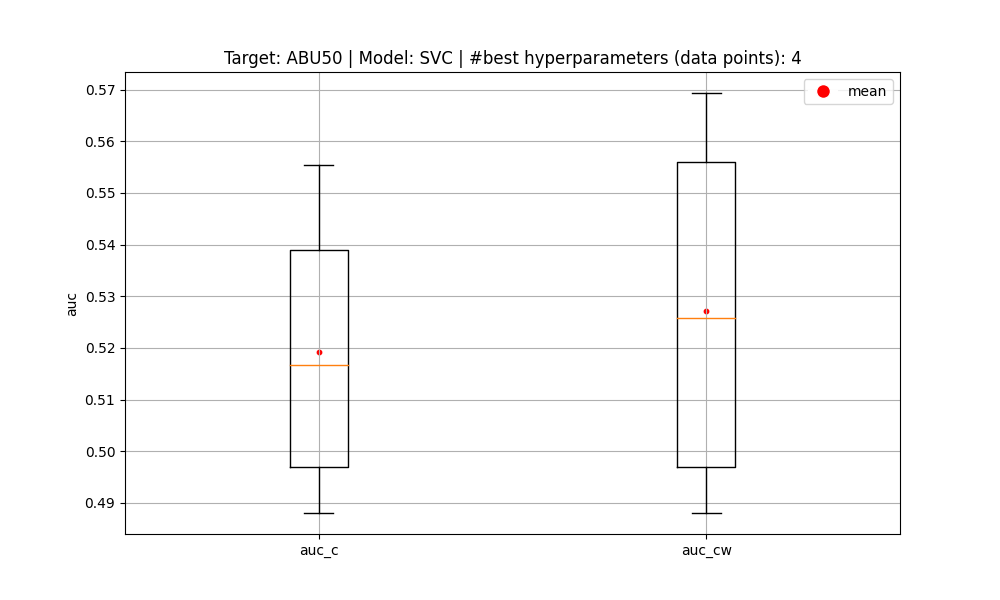 Target: ABU50 | Model: SVC | #best hyperparameters (data points): 4
mean
0.57
0.56
0.55
0.54
0.53
0.52
0.51
0.50
0.49
auc
auc_c
auc_cw